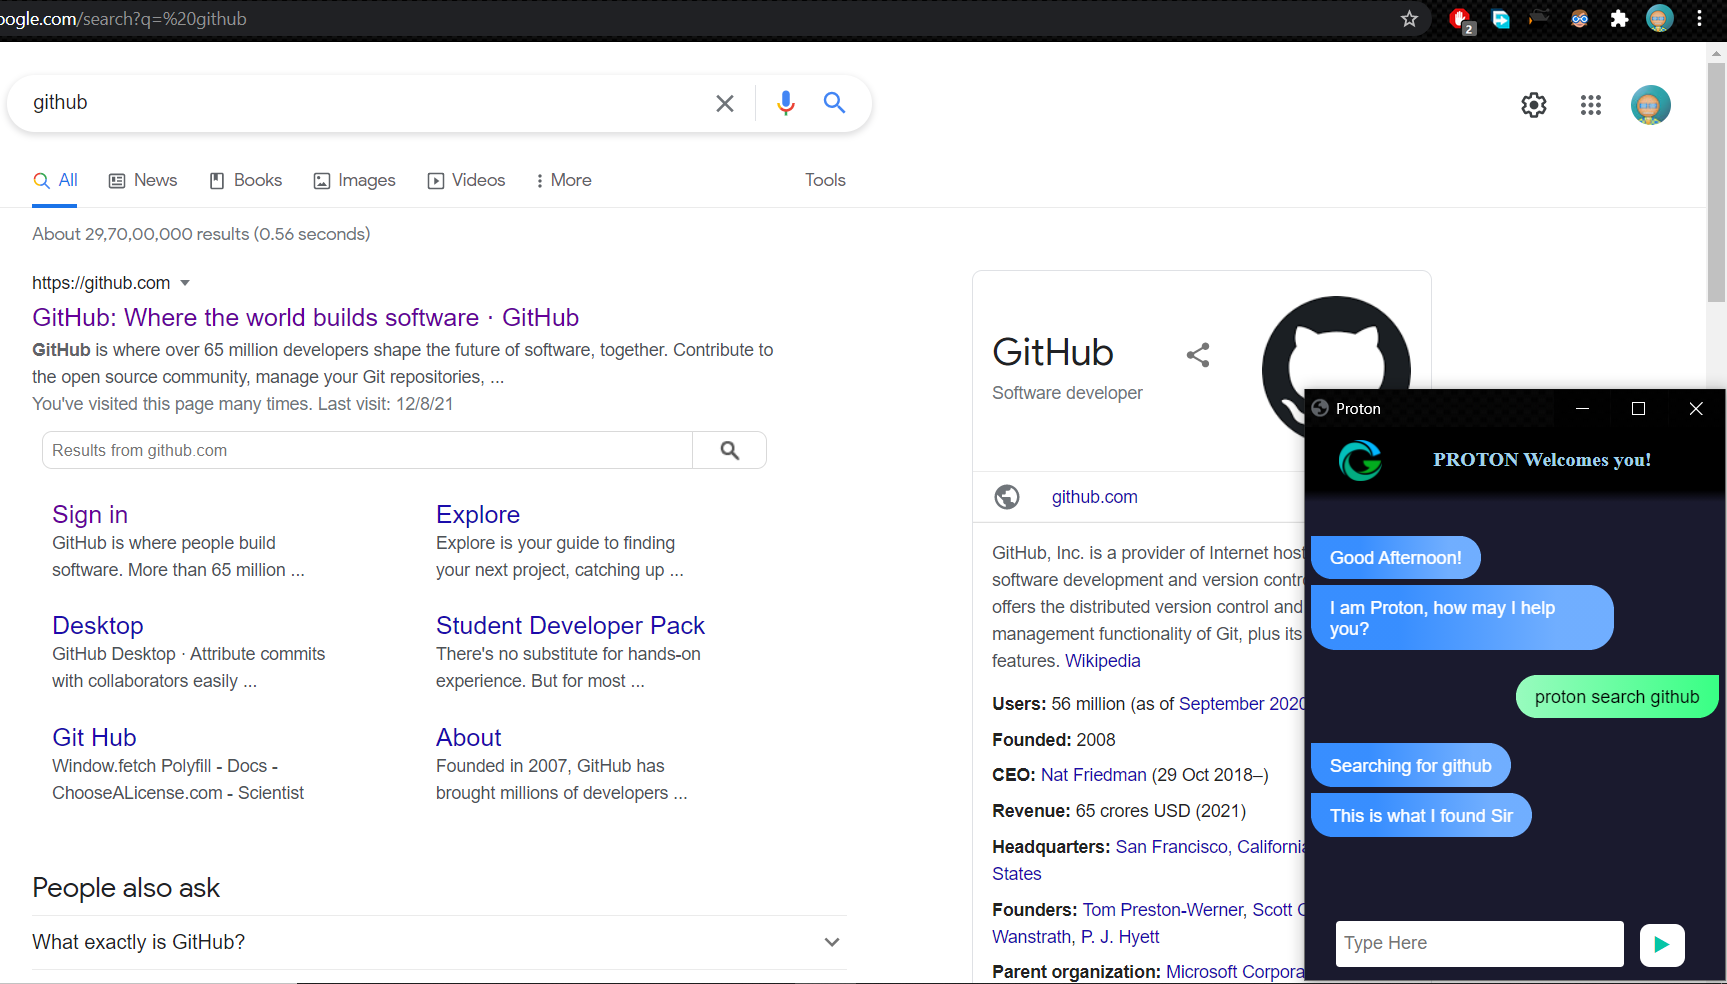 oogle.com/search?q=%20github
2
github
All
News
Books
Images
Videos
More
Tools
About 29,70,00,000 results (0.56 seconds)
https://github.com
GitHub: Where the world builds software · GitHub
GitHub is where over 65 million developers shape the future of software, together. Contribute to
the open source community, manage your Git repositories, ...
You've visited this page many times. Last visit: 12/8/21
Results from github.com
Sign in
GitHub is where people build
software. More than 65 million ...
Explore
Explore is your guide to finding
your next project, catching up ...
Desktop
GitHub Desktop · Attribute commits
with collaborators easily ...
Student Developer Pack
There's no substitute for hands-on
experience. But for most ...
Git Hub
Window.fetch Polyfill - Docs -
ChooseALicense.com - Scientist
About
Founded in 2007, GitHub has
brought millions of developers ...
People also ask
What exactly is GitHub?
GitHub
Software developer
github.com
GitHub, Inc. is a provider of Internet host
software development and version contr
offers the distributed version control and
management functionality of Git, plus its
features. Wikipedia
Users: 56 million (as of September 2020
Founded: 2008
CEO: Nat Friedman (29 Oct 2018–)
Revenue: 65 crores USD (2021)
Headquarters: San Francisco, California
States
Founders: Tom Preston-Werner, Scott C
Wanstrath, P. J. Hyett
Parent organization: Microsoft Corpora
Proton
PROTON Welcomes you!
Good Afternoon!
I am Proton, how may I help
you?
proton search github
Searching for github
This is what I found Sir
Type Here